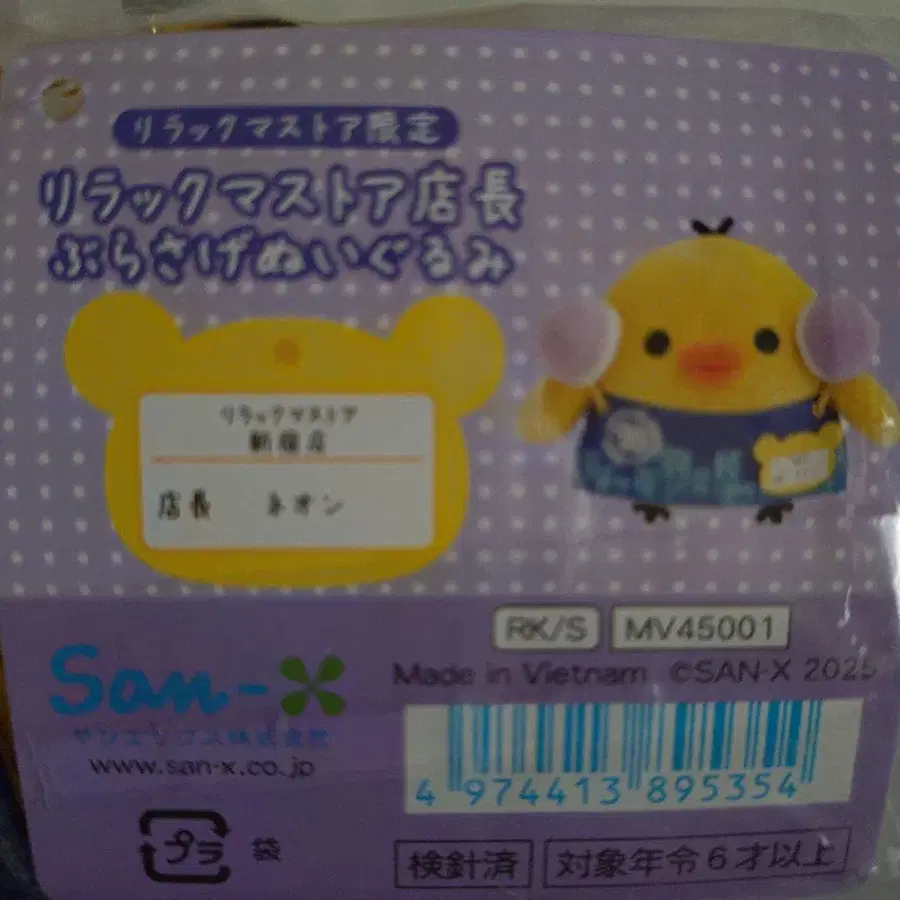 リラックマストア限定
リラックマストア店長
ぶらさげぬいぐるみ
リラックマストア
新宿店
店長 ネオン
RK/S MV45001
Made in Vietnam ©SAN-X 2025
San-X
サンエックス株式会社
www.san-x.co.jp
4 974413 895354
プラ 袋
検針済 対象年令6才以上